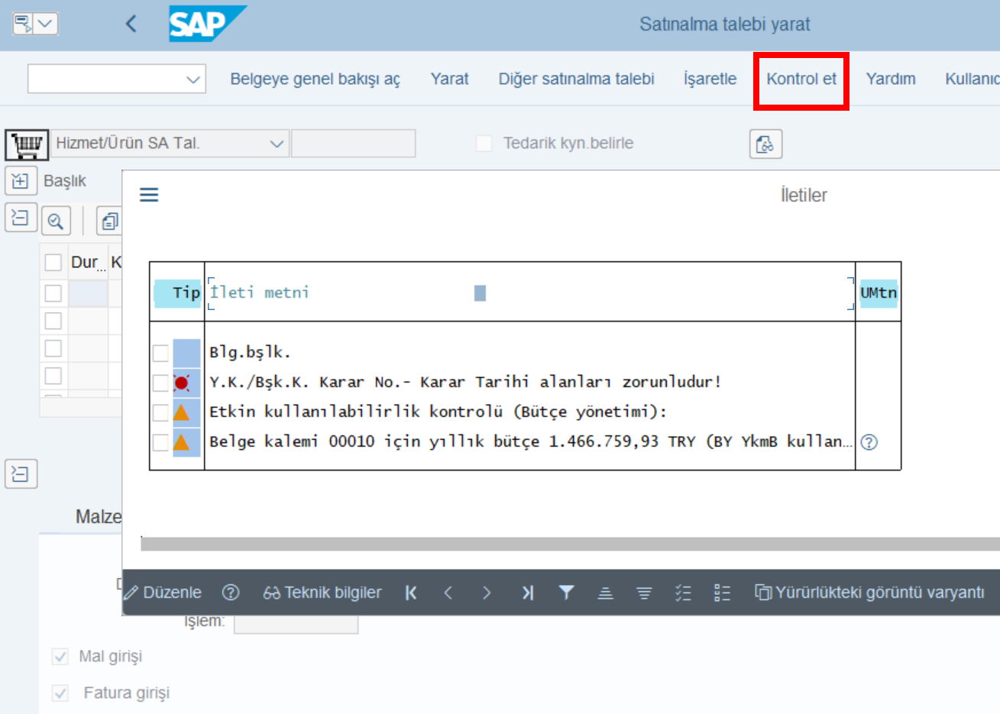 SAP
Satınalma talebi yarat
Belgeye genel bakışı aç Yarat Diğer satınalma talebi İşaretle Kontrol et Yardım
Hizmet/Ürün SA Tal. Tedarik kyn.belirle
Başlık
İletiler
Dur... K
Tip İleti metni UMtn
Blg.bşlk.
Y.K./Bşk.K. Karar No.- Karar Tarihi alanları zorunludur!
Etkin kullanılabilirlik kontrolü (Bütçe yönetimi):
Belge kalemi 00010 için yıllık bütçe 1.466.759,93 TRY (BY YkmB kullan...
Düzenle Teknik bilgiler Yürürlükteki görüntü varyantı
İşlem:
Mal girişi
Fatura girişi